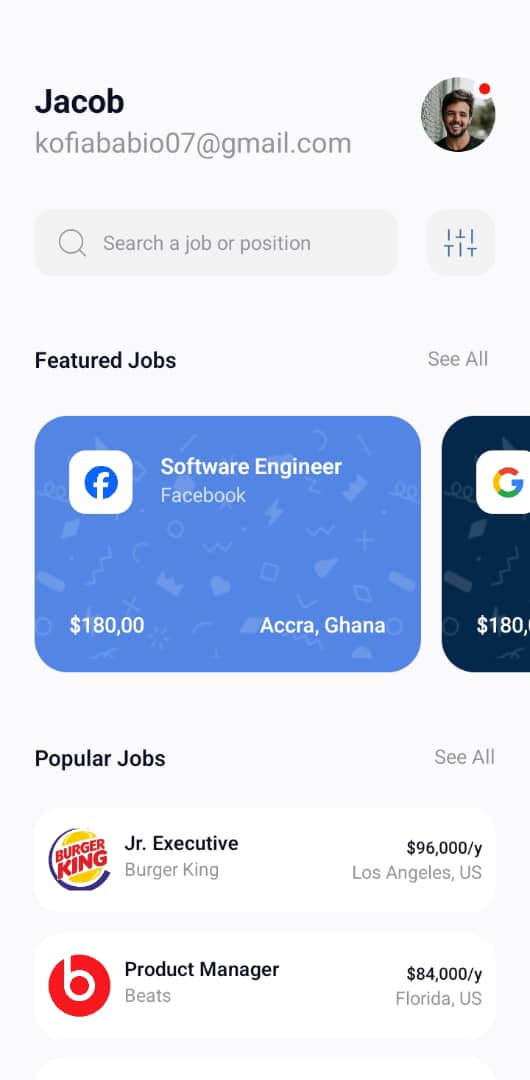 Jacob
kofiababio07@gmail.com
Search a job or position
Featured Jobs See All
Software Engineer
Facebook
$180,00 Accra, Ghana
$180,
Popular Jobs See All
BURGER KING
Jr. Executive $96,000/y
Burger King Los Angeles, US
Product Manager $84,000/y
Beats Florida, US